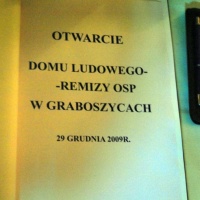 OTWARCIE
DOMU LUDOWEGO-
-REMIZY OSP
W GRABOSZYCACH
29 GRUDNIA 2009R.